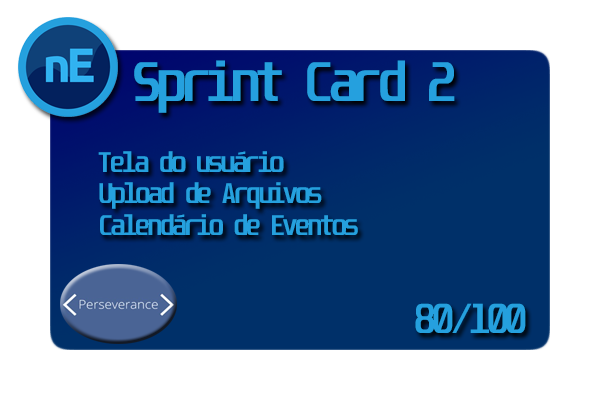 nE
Sprint Card 2
Tela do usuário
Upload de Arquivos
Calendário de Eventos
<Perseverance>
80/100